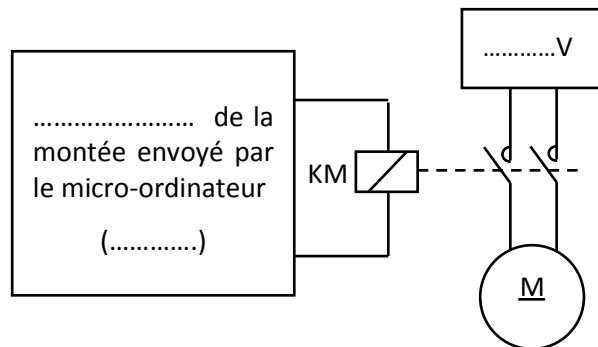 …………V
…………………… de la
montée envoyé par
le micro-ordinateur
(………….)
KM
M